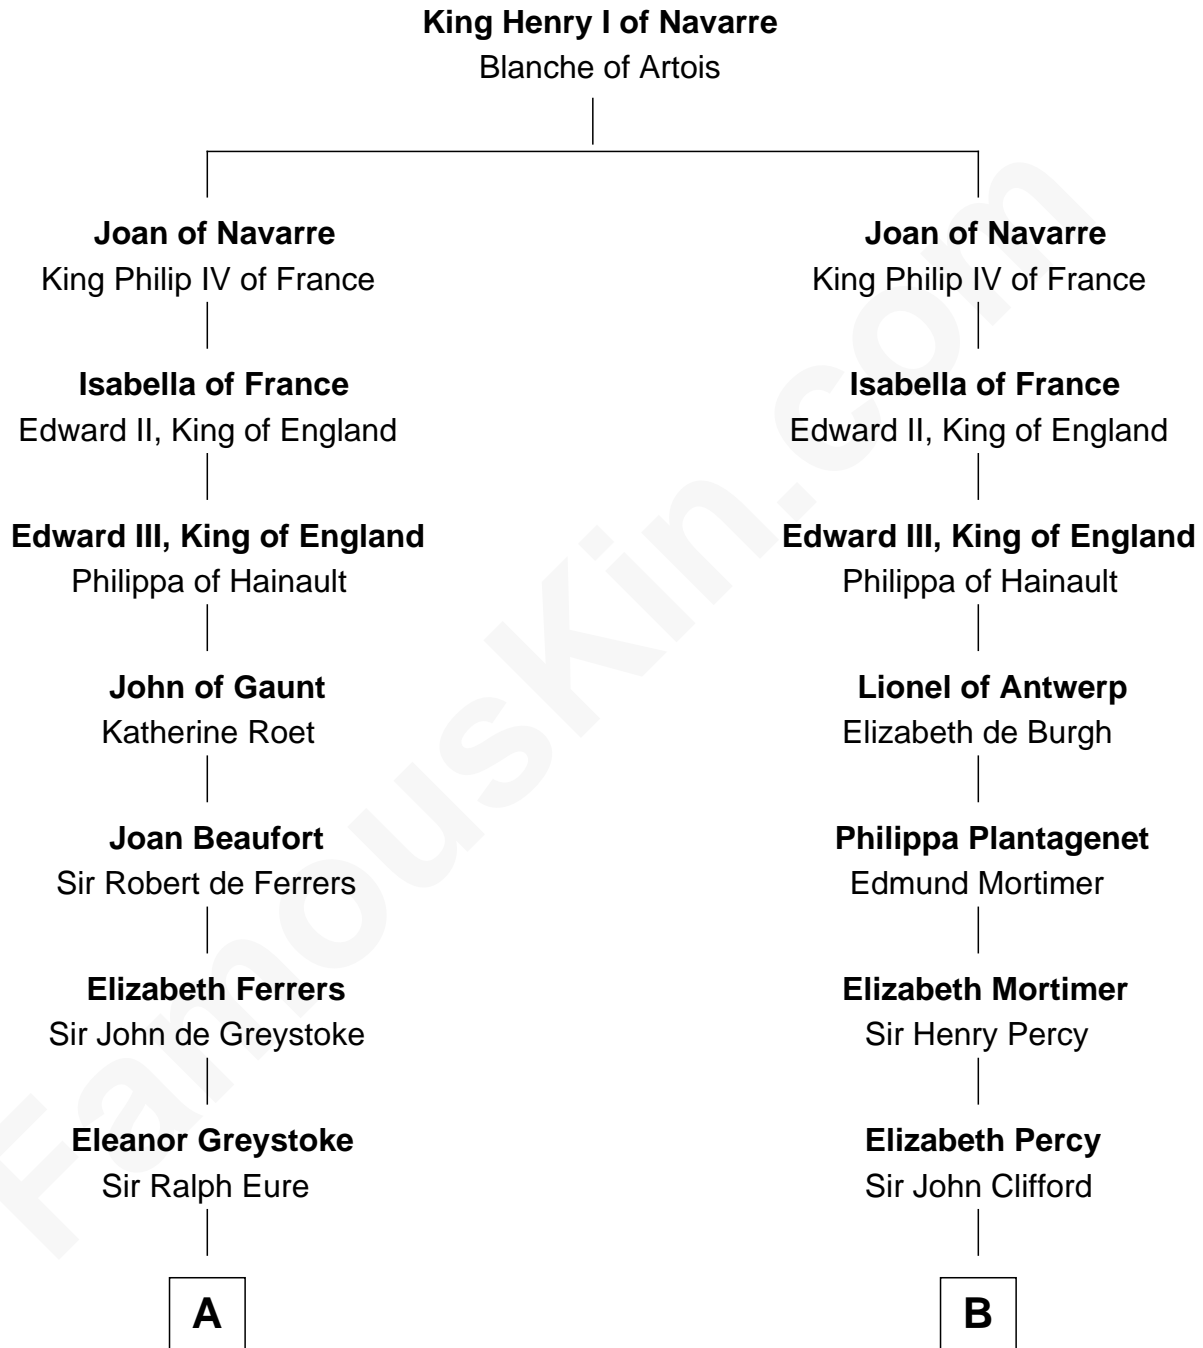 King Henry I of Navarre
Blanche of Artois
Joan of Navarre
King Philip IV of France
Isabella of France
Edward II, King of England
Edward III, King of England
Philippa of Hainault
John of Gaunt
Katherine Roet
Joan Beaufort
Sir Robert de Ferrers
Elizabeth Ferrers
Sir John de Greystoke
Eleanor Greystoke
Sir Ralph Eure
A
Joan of Navarre
King Philip IV of France
Isabella of France
Edward II, King of England
Edward III, King of England
Philippa of Hainault
Lionel of Antwerp
Elizabeth de Burgh
Philippa Plantagenet
Edmund Mortimer
Elizabeth Mortimer
Sir Henry Percy
Elizabeth Percy
Sir John Clifford
B
FamousKin.com